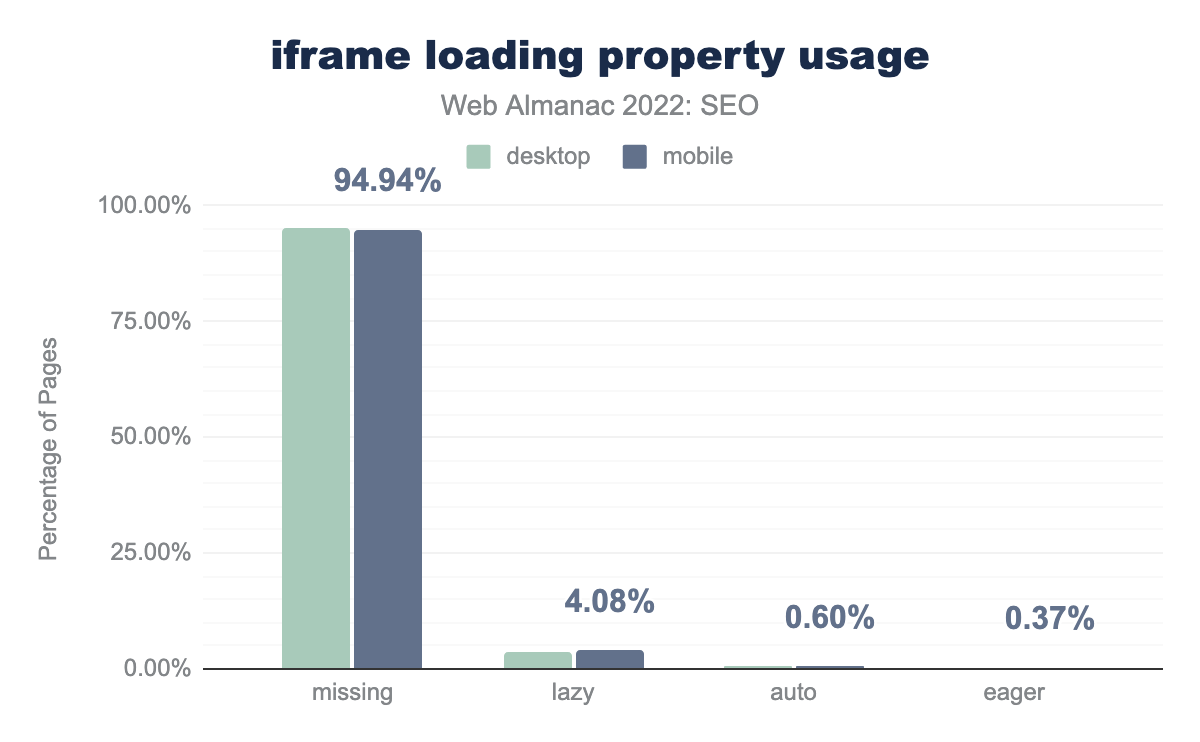 iframe loading property usage
Web Almanac 2022: SEO
desktop mobile
94.94%
100.00%
75.00%
50.00%
25.00%
0.00%
Percentage of Pages
4.08%
0.60%
0.37%
missing lazy auto eager